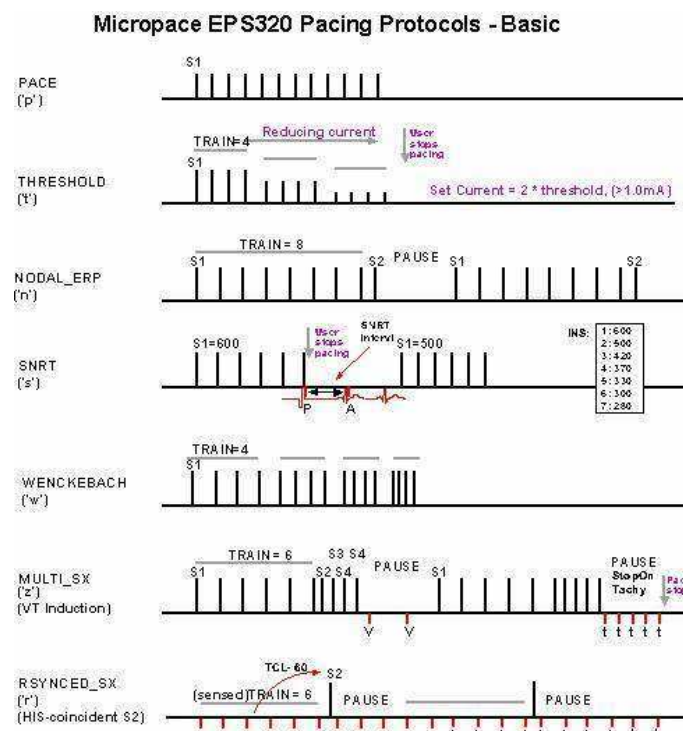 Micropace EPS320 Pacing Protocols - Basic
S1
PACE
('p')
TRAIN=4
Reducing current
User stops pacing
S1
THRESHOLD
('t')
Set Current = 2 * threshold, (>1.0mA)
TRAIN = 8
S1
S2
PAUSE
S1
S2
NODAL_ERP
('n')
S1=600
User stops pacing
SNRT
Interval
S1=500
INS:
1:600
2:500
3:420
4:370
5:330
6:300
7:280
SNRT
('s')
P
A
TRAIN=4
S1
WENCKEBACH
('w')
TRAIN = 6
S3 S4
PAUSE
S1
S2 S4
S1
PAUSE
StopOn
Tachy
MULTI_SX
('z')
(VT Induction)
V
V
t t t t t
TCL- 60
S2
RSYNCED_SX
('r')
(HIS-coincident S2)
(sensed)TRAIN = 6
PAUSE
PAUSE